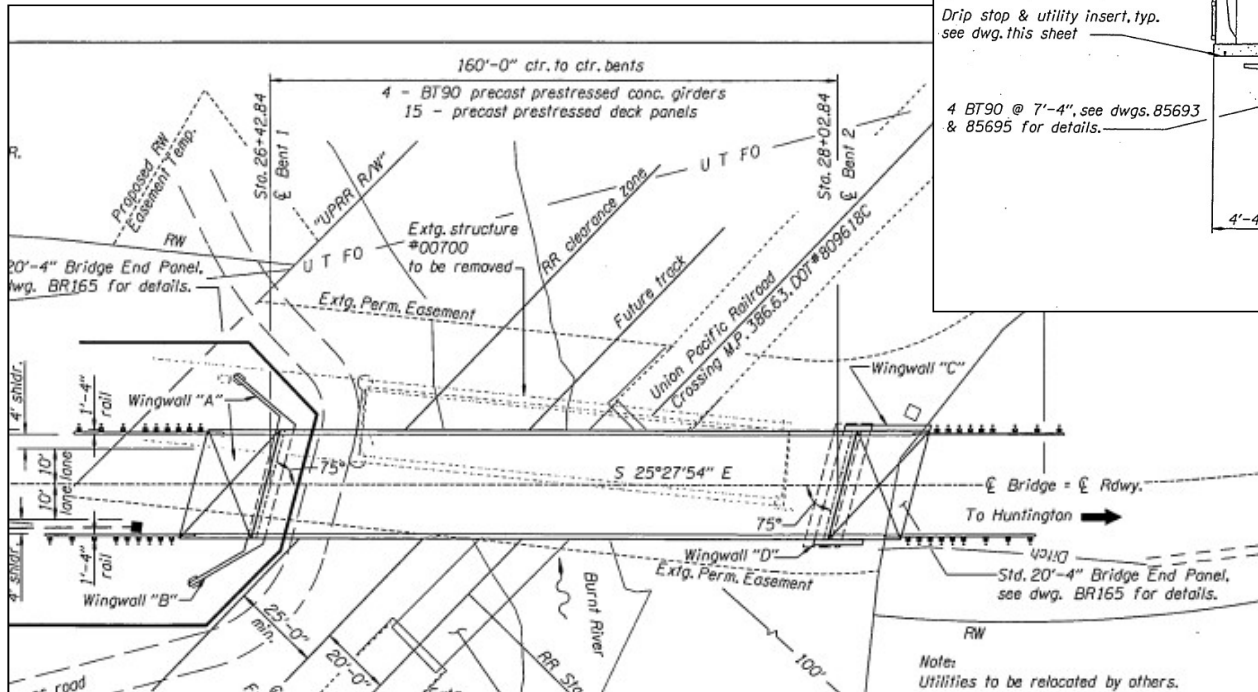 Drip stop & utility insert, typ.
see dwg. this sheet
4 BT90 @ 7'-4", see dwgs. 85693
& 85695 for details.
4'-4
160'-0" ctr. to ctr. bents
4 - BT90 precast prestressed conc. girders
15 - precast prestressed deck panels
Sta. 26+42.84
℄ Bent 1
Sta. 28+02.84
℄ Bent 2
R.
Proposed RW
Easement Temp.
"UPRR R/W"
RW
U T FO
U T FO
RR clearance zone
Extg. structure
#00700
to be removed
Future track
Union Pacific Railroad
Crossing M.P. 386.63, DOT#809618C
20'-4" Bridge End Panel.
dwg. BR165 for details.
Extg. Perm. Easement
Wingwall "C"
4' shldr.
1'-4"
rail
Wingwall "A"
75°
S 25°27'54" E
10' 10'
lane lane
℄ Bridge = ℄ Rdwy.
To Huntington
75°
4' shldr.
1'-4"
rail
Wingwall "B"
Wingwall "D"
Extg. Perm. Easement
Ditch
Std. 20'-4" Bridge End Panel,
see dwg. BR165 for details.
25'-0"
min.
20'-0"
Burnt River
RR Sta
100'
RW
road
Note:
Utilities to be relocated by others.